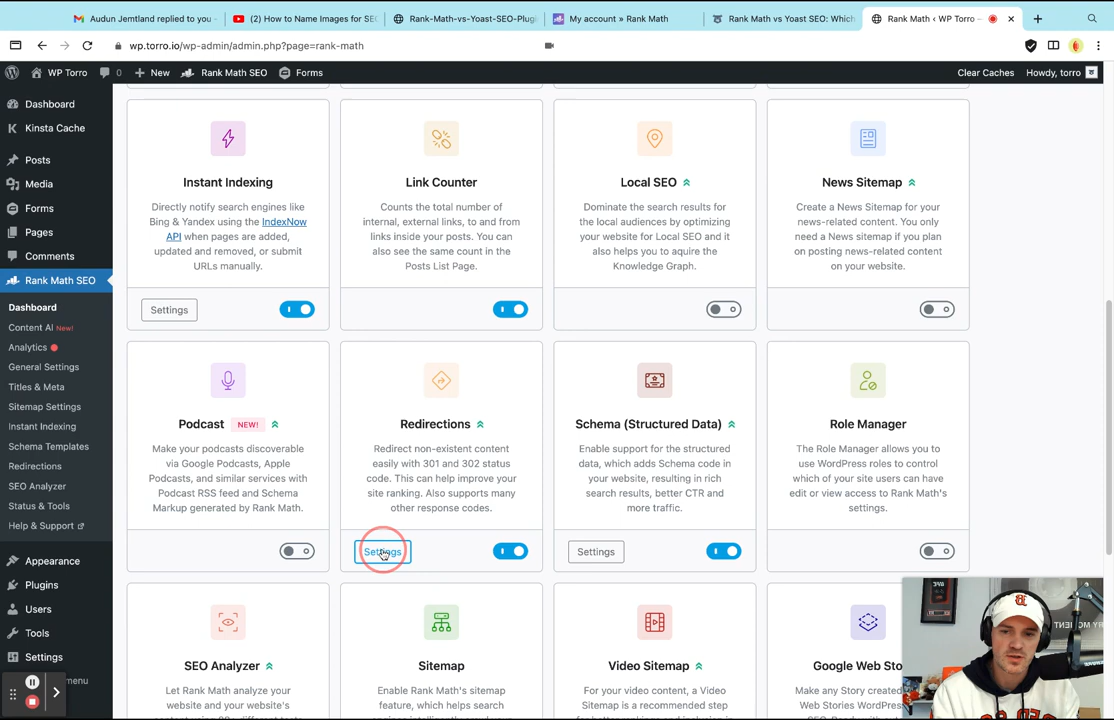 Audun Jemtland replied to you
(2) How to Name Images for SEO
Rank-Math-vs-Yoast-SEO-Plugi
My account » Rank Math
Rank Math vs Yoast SEO: Which
Rank Math ‹ WP Torro
wp.torro.io/wp-admin/admin.php?page=rank-math
WP Torro
0
New
Rank Math SEO
Forms
Clear Caches
Howdy, torro
Dashboard
Kinsta Cache
Posts
Media
Forms
Pages
Comments
Rank Math SEO
Dashboard
Content AI New!
Analytics
General Settings
Titles & Meta
Sitemap Settings
Instant Indexing
Schema Templates
Redirections
SEO Analyzer
Status & Tools
Help & Support
Appearance
Plugins
Users
Tools
Settings
menu
Instant Indexing
Directly notify search engines like
Bing & Yandex using the IndexNow
API when pages are added,
updated and removed, or submit
URLs manually.
Settings
Link Counter
Counts the total number of
internal, external links, to and from
links inside your posts. You can
also see the same count in the
Posts List Page.
Local SEO
Dominate the search results for
the local audiences by optimizing
your website for Local SEO and it
also helps you to aquire the
Knowledge Graph.
News Sitemap
Create a News Sitemap for your
news-related content. You only
need a News sitemap if you plan
on posting news-related content
on your website.
Podcast NEW!
Make your podcasts discoverable
via Google Podcasts, Apple
Podcasts, and similar services with
Podcast RSS feed and Schema
Markup generated by Rank Math.
Redirections
Redirect non-existent content
easily with 301 and 302 status
code. This can help improve your
site ranking. Also supports many
other response codes.
Settings
Schema (Structured Data)
Enable support for the structured
data, which adds Schema code in
your website, resulting in rich
search results, better CTR and
more traffic.
Settings
Role Manager
The Role Manager allows you to
use WordPress roles to control
which of your site users can have
edit or view access to Rank Math's
settings.
SEO Analyzer
Let Rank Math analyze your
website and your website's
Sitemap
Enable Rank Math's sitemap
feature, which helps search
Video Sitemap
For your video content, a Video
Sitemap is a recommended step
Google Web Sto
Make any Story created
Web Stories WordPress